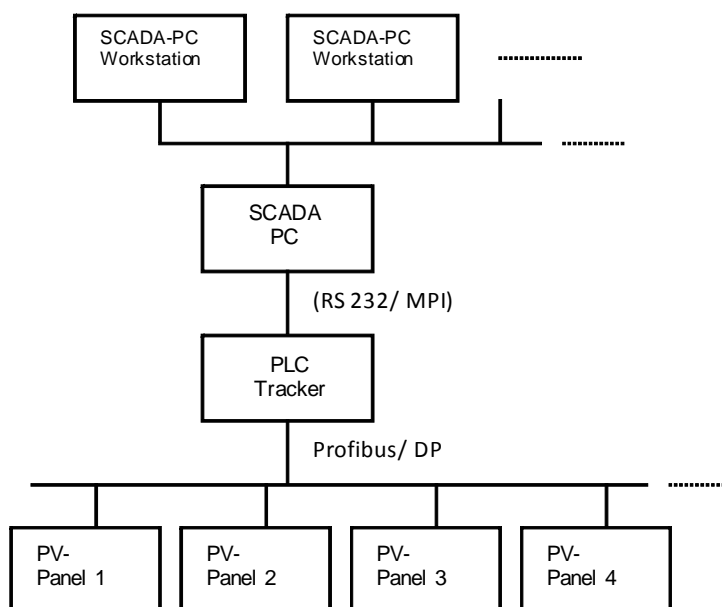 SCADA-PC
Workstation
SCADA-PC
Workstation
SCADA
PC
(RS 232/ MPI)
PLC
Tracker
Profibus/ DP
PV-
Panel 1
PV-
Panel 2
PV-
Panel 3
PV-
Panel 4